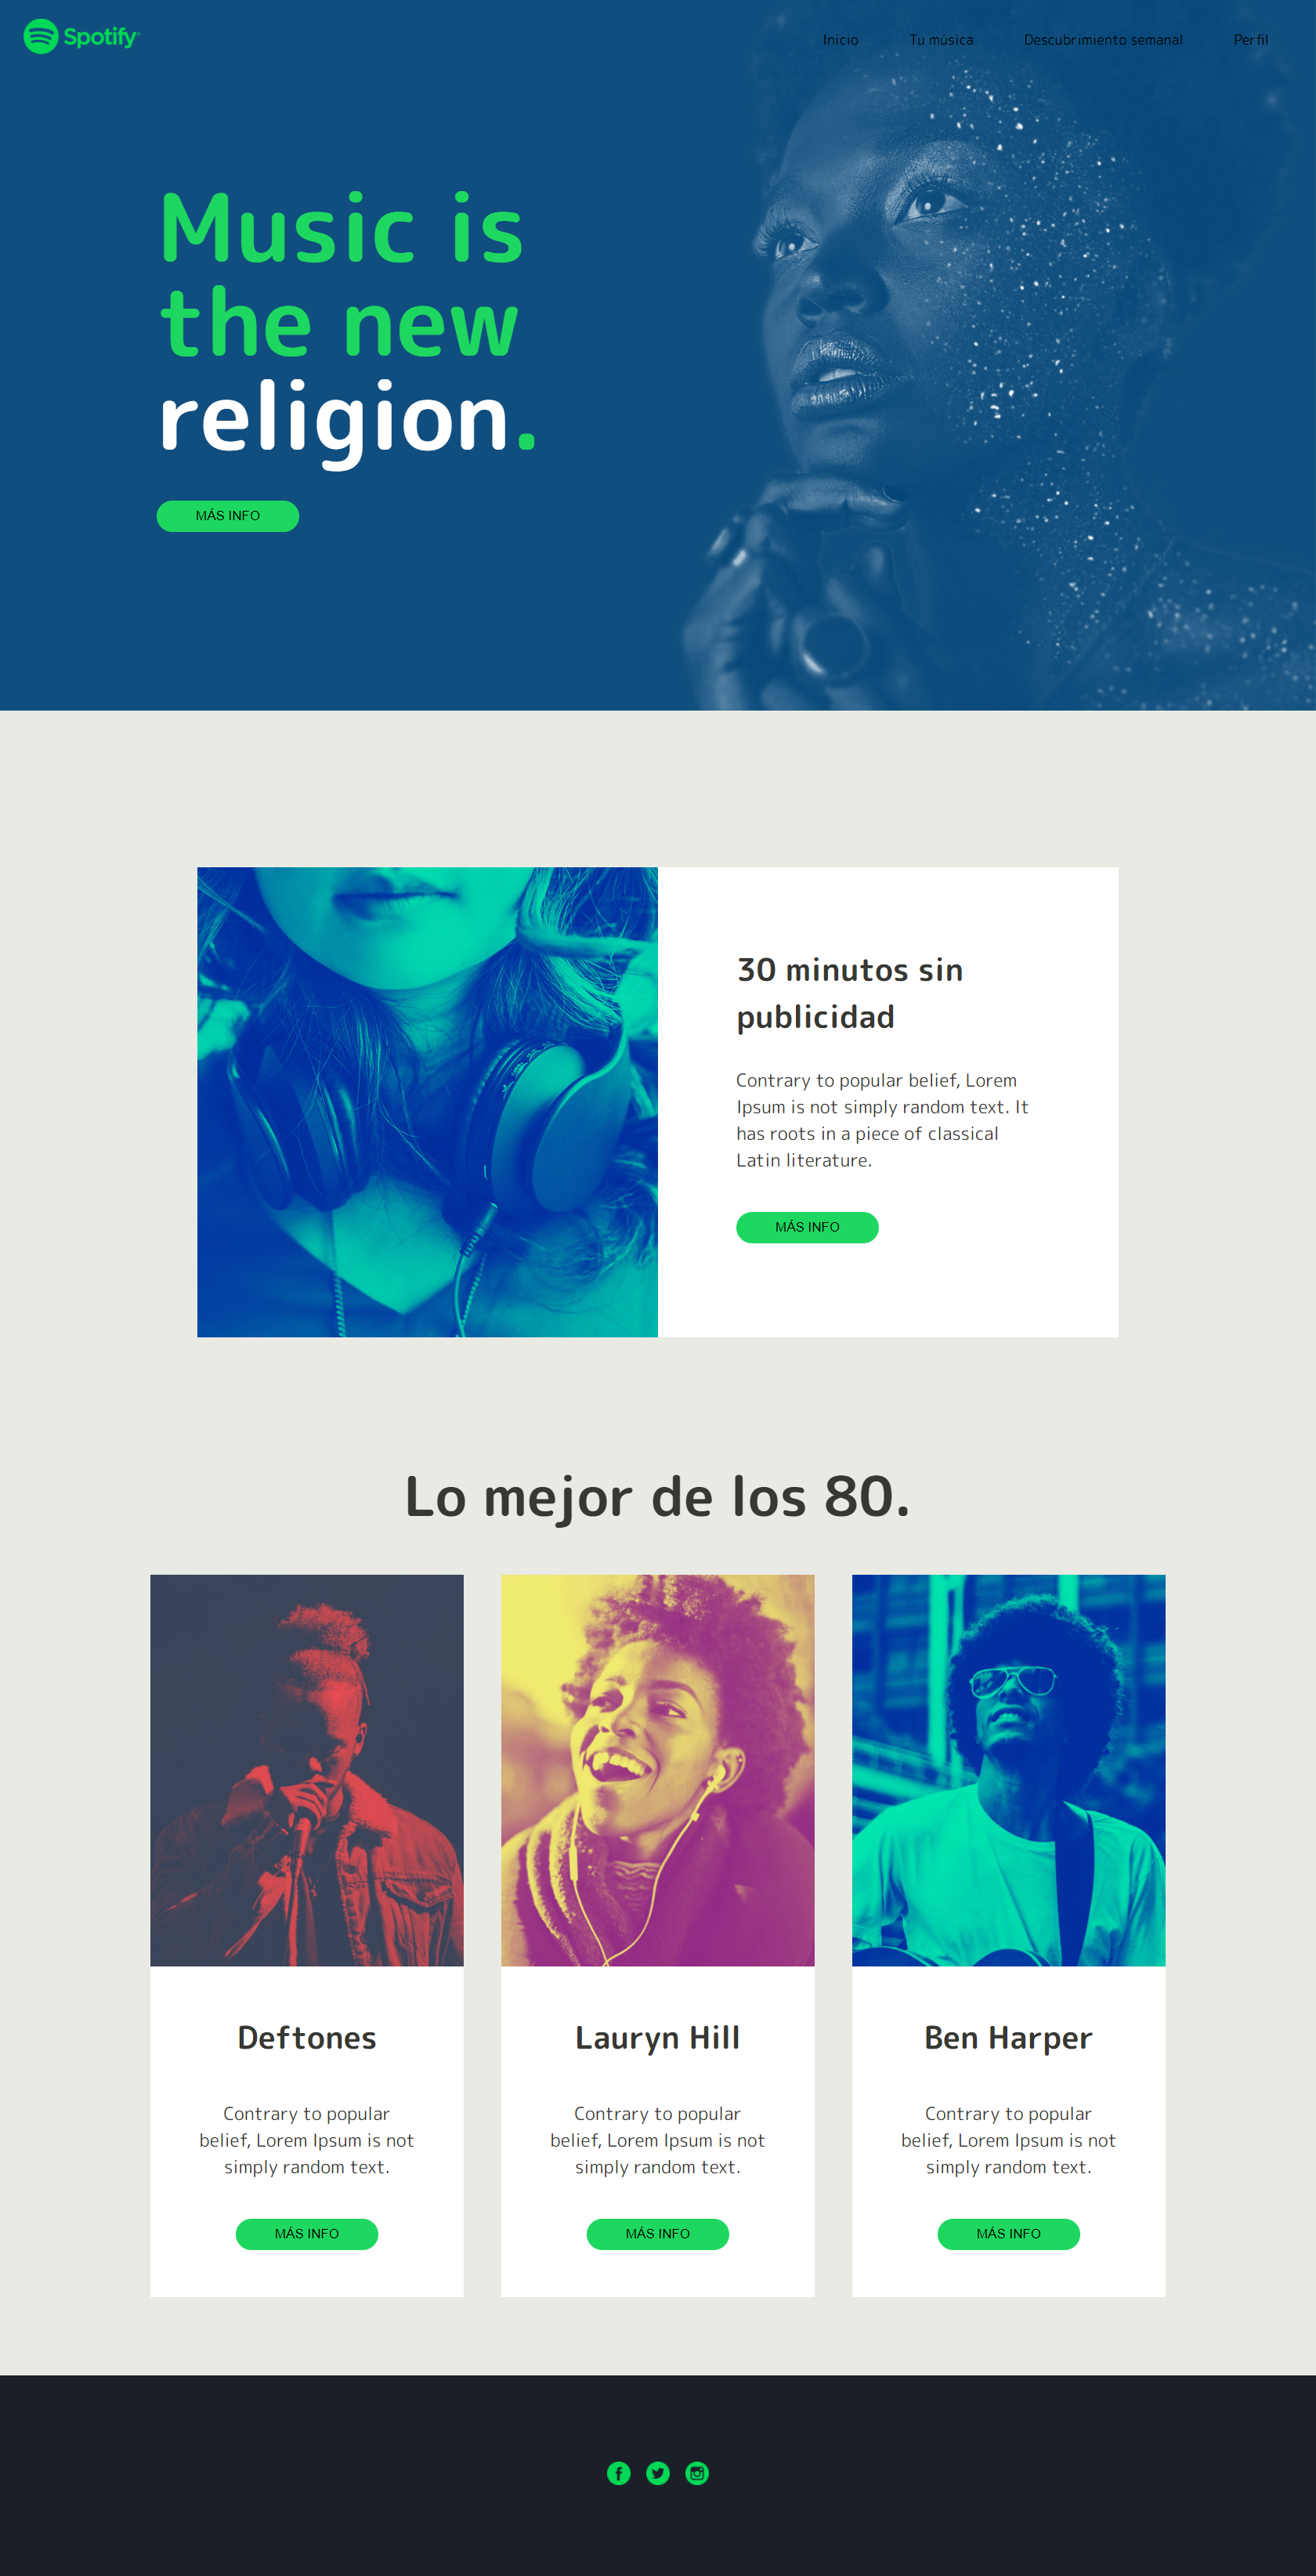 Spotify
Inicio Tu música Descubrimiento semanal Perfil
Music is
the new
religion.
MÁS INFO
30 minutos sin
publicidad
Contrary to popular belief, Lorem
Ipsum is not simply random text. It
has roots in a piece of classical
Latin literature.
MÁS INFO
Lo mejor de los 80.
Deftones
Contrary to popular
belief, Lorem Ipsum is not
simply random text.
MÁS INFO
Lauryn Hill
Contrary to popular
belief, Lorem Ipsum is not
simply random text.
MÁS INFO
Ben Harper
Contrary to popular
belief, Lorem Ipsum is not
simply random text.
MÁS INFO